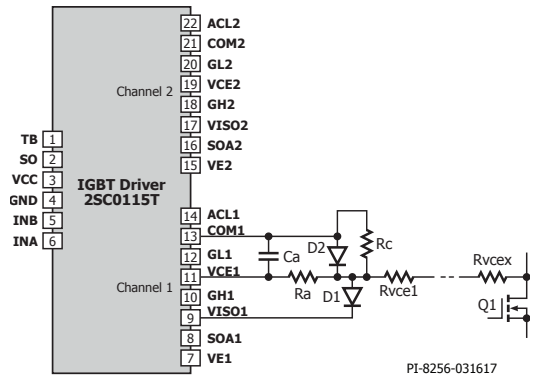 22 ACL2
21 COM2
20 GL2
Channel 2 19 VCE2
18 GH2
17 VISO2
16 SOA2
15 VE2
TB 1
SO 2
VCC 3
GND 4
INB 5
INA 6
IGBT Driver
2SC0115T
14 ACL1
13 COM1
12 GL1
11 VCE1
Channel 1
10 GH1
9 VISO1
8 SOA1
7 VE1
Ca
D2
Rc
Ra
D1
Rvce1
Rvcex
Q1
PI-8256-031617